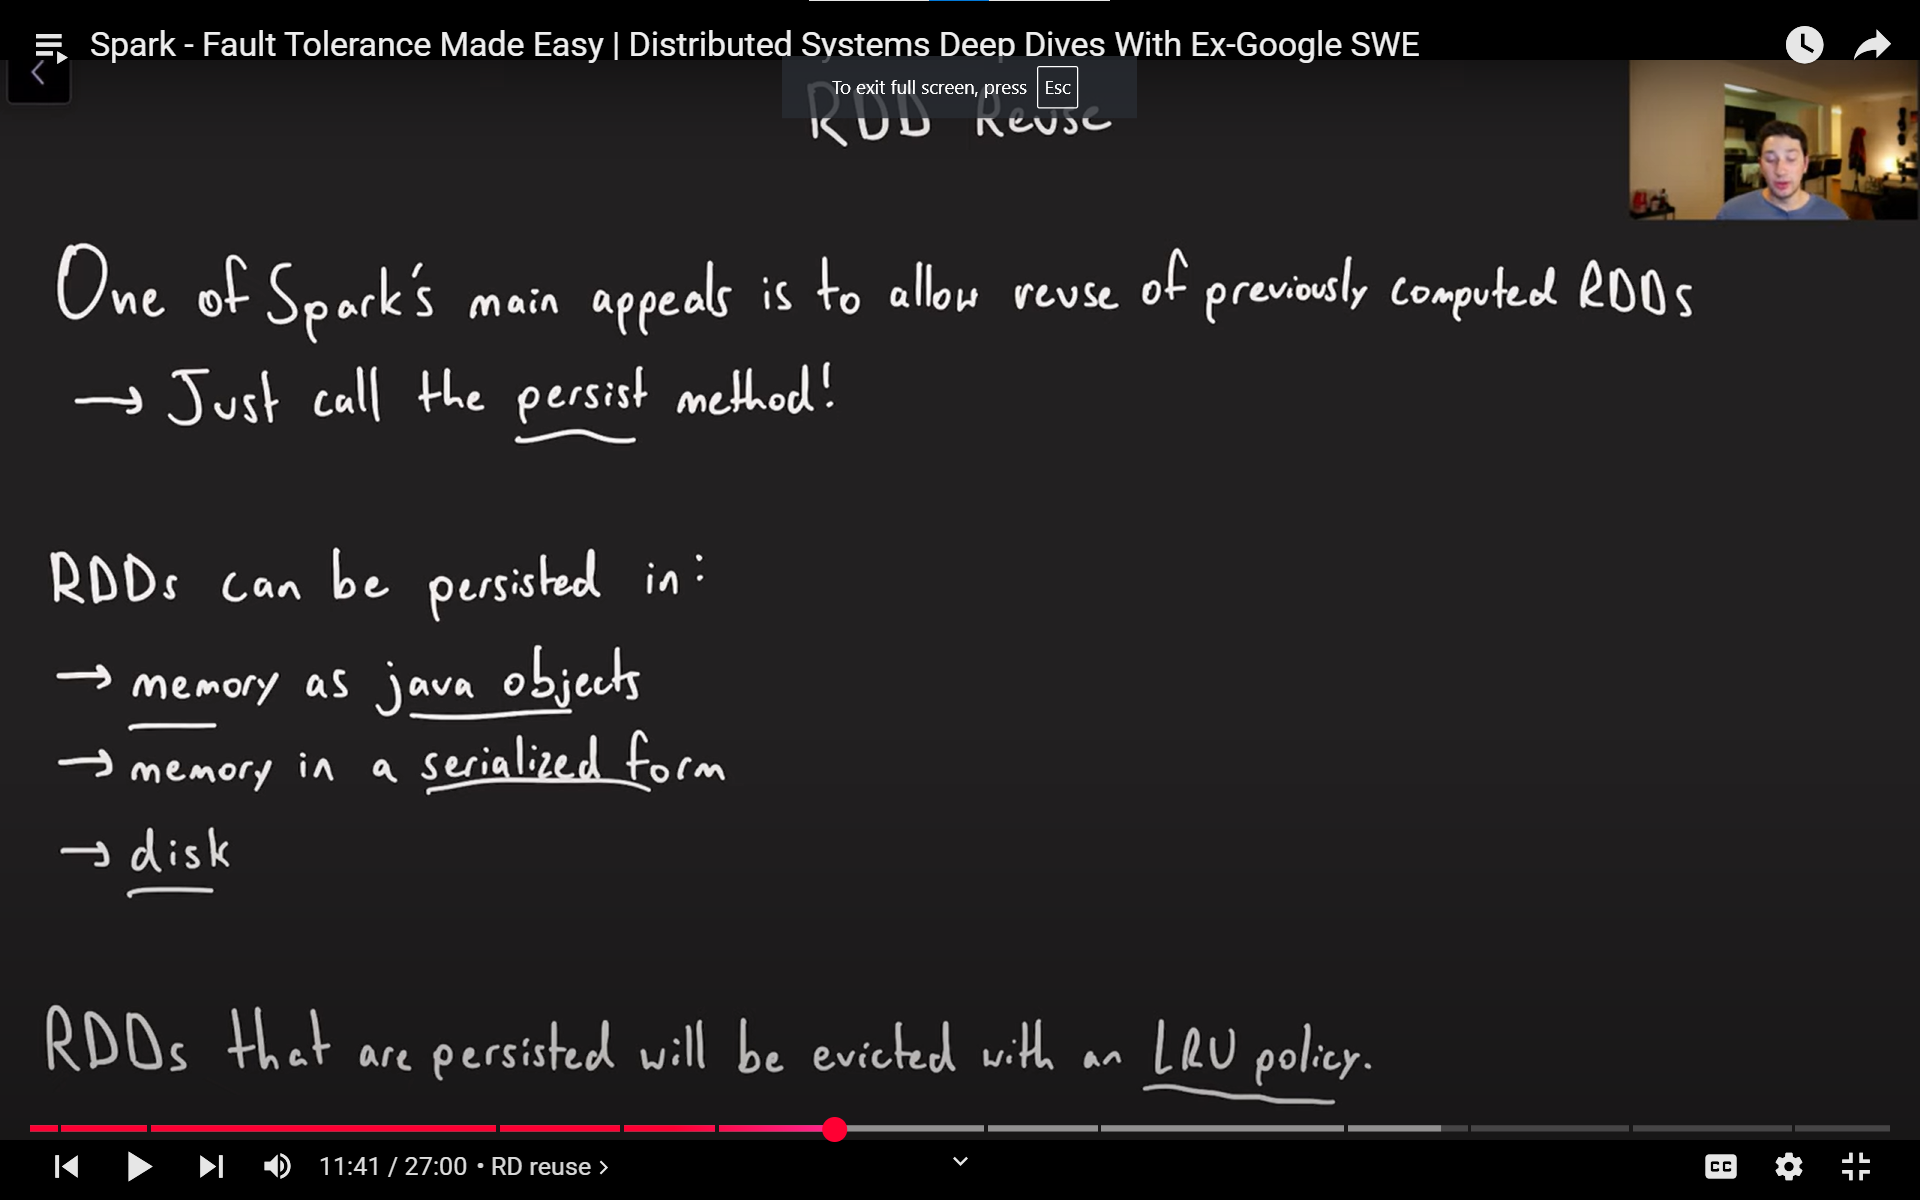 Spark - Fault Tolerance Made Easy | Distributed Systems Deep Dives With Ex-Google SWE
To exit full screen, press Esc
RDD Reuse
One of Spark's main appeals is to allow reuse of previously computed RDDs
→ Just call the persist method!
RDDs can be persisted in:
→ memory as java objects
→ memory in a serialized form
→ disk
RDDs that are persisted will be evicted with an LRU policy.
11:41 / 27:00 • RD reuse >
CC